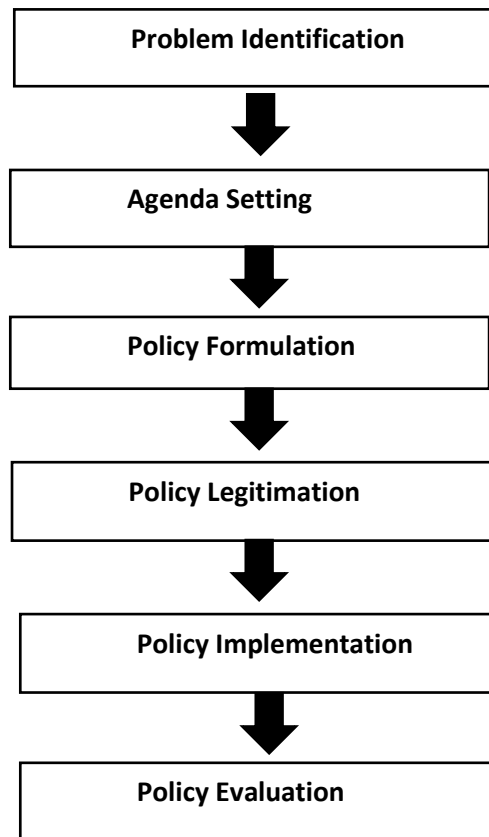 Problem Identification
Agenda Setting
Policy Formulation
Policy Legitimation
Policy Implementation
Policy Evaluation